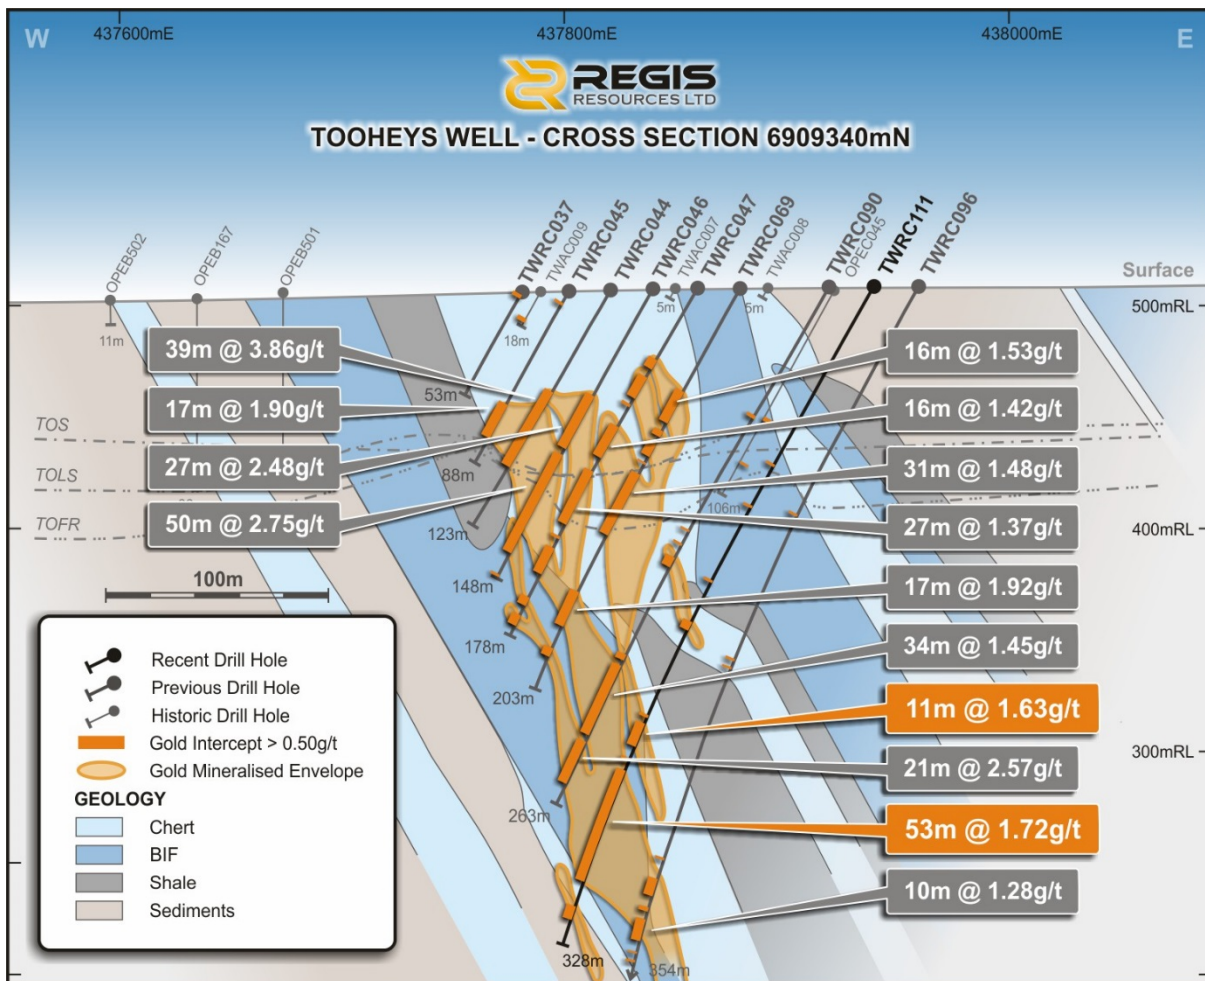 W
437600mE
437800mE
438000mE
E
REGIS
RESOURCES LTD
TOOHEYS WELL - CROSS SECTION 6909340mN
OPEB502
OPEB167
OPEB501
TWRC037
TWAC009
TWRC045
TWRC044
TWRC046
TWAC007
TWRC047
TWRC069
TWAC008
TWRC090
OPEC045
TWRC111
TWRC096
Surface
500mRL
11m
18m
5m
5m
39m @ 3.86g/t
16m @ 1.53g/t
53m
17m @ 1.90g/t
16m @ 1.42g/t
TOS
27m @ 2.48g/t
88m
31m @ 1.48g/t
TOLS
50m @ 2.75g/t
106m
27m @ 1.37g/t
TOFR
123m
400mRL
100m
148m
17m @ 1.92g/t
178m
34m @ 1.45g/t
203m
11m @ 1.63g/t
300mRL
21m @ 2.57g/t
263m
53m @ 1.72g/t
10m @ 1.28g/t
328m
354m
Recent Drill Hole
Previous Drill Hole
Historic Drill Hole
Gold Intercept > 0.50g/t
Gold Mineralised Envelope
GEOLOGY
Chert
BIF
Shale
Sediments